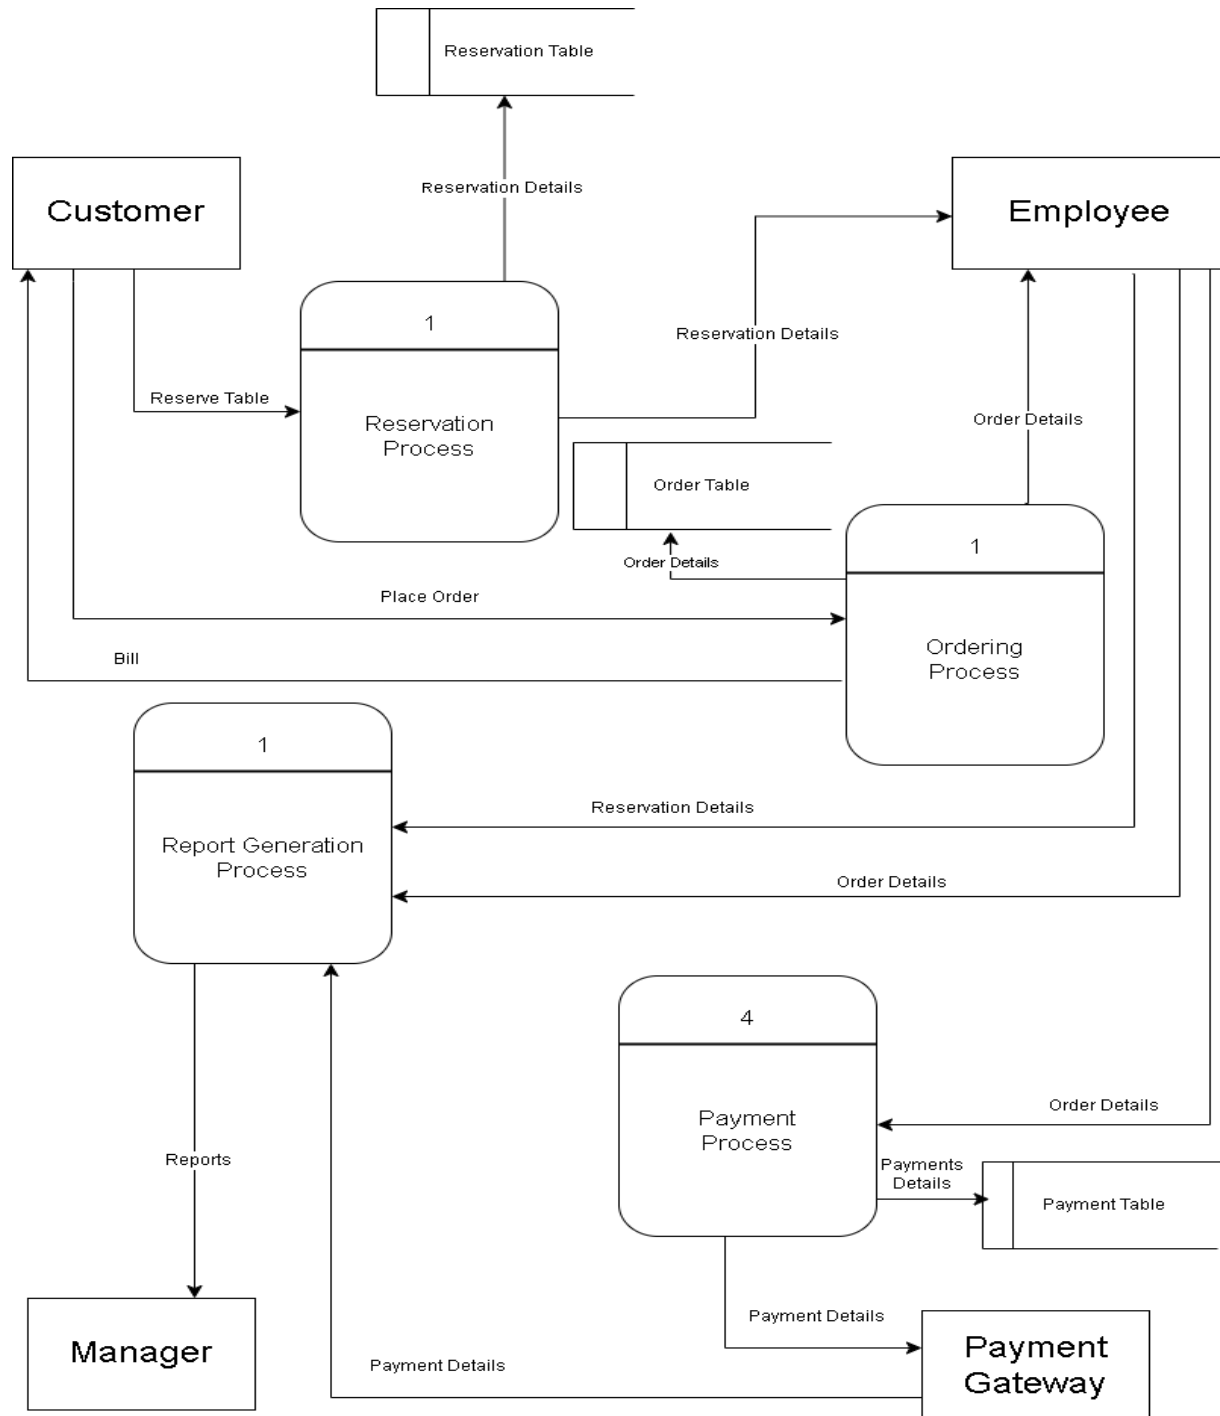 Reservation Table
Reservation Details
Customer
Employee
1
Reservation Details
Reserve Table
Reservation
Process
Order Details
Order Table
1
Order Details
Place Order
Ordering
Process
Bill
1
Reservation Details
Report Generation
Process
Order Details
4
Order Details
Payment
Process
Reports
Payments
Details
Payment Table
Payment Details
Manager
Payment Details
Payment
Gateway